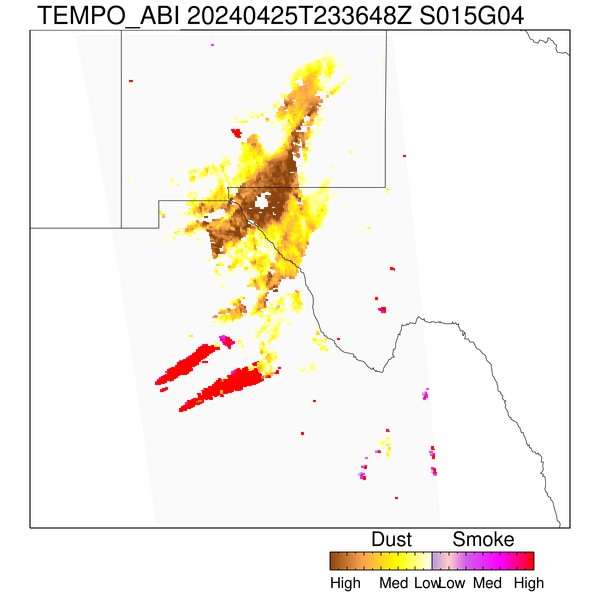 TEMPO_ABI 20240425T233648Z S015G04
Dust Smoke
High Med Low Low Med High